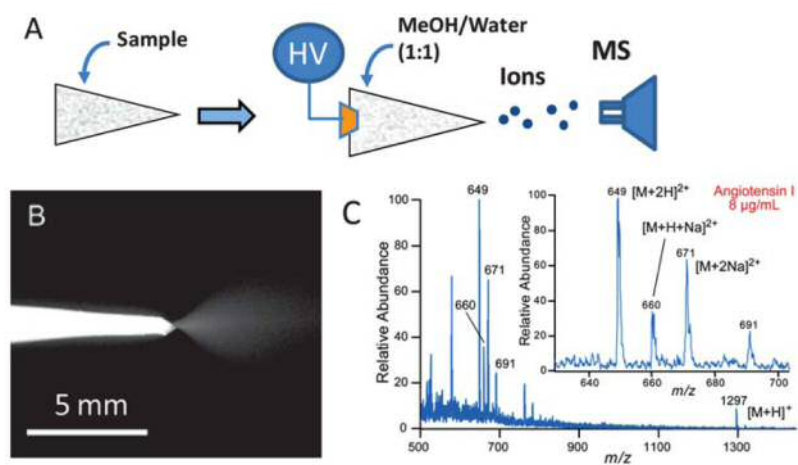 A
Sample
HV
MeOH/Water
(1:1)
Ions
MS
B
5 mm
C
Relative Abundance
100
80
60
40
20
0
649
671
660
691
1297
[M+H]⁺
500
700
900
1100
1300
m/z
Relative Abundance
100
80
60
40
20
0
649
[M+2H]²⁺
Angiotensin I
8 µg/mL
[M+H+Na]²⁺
671
[M+2Na]²⁺
660
691
640
660
680
700
m/z